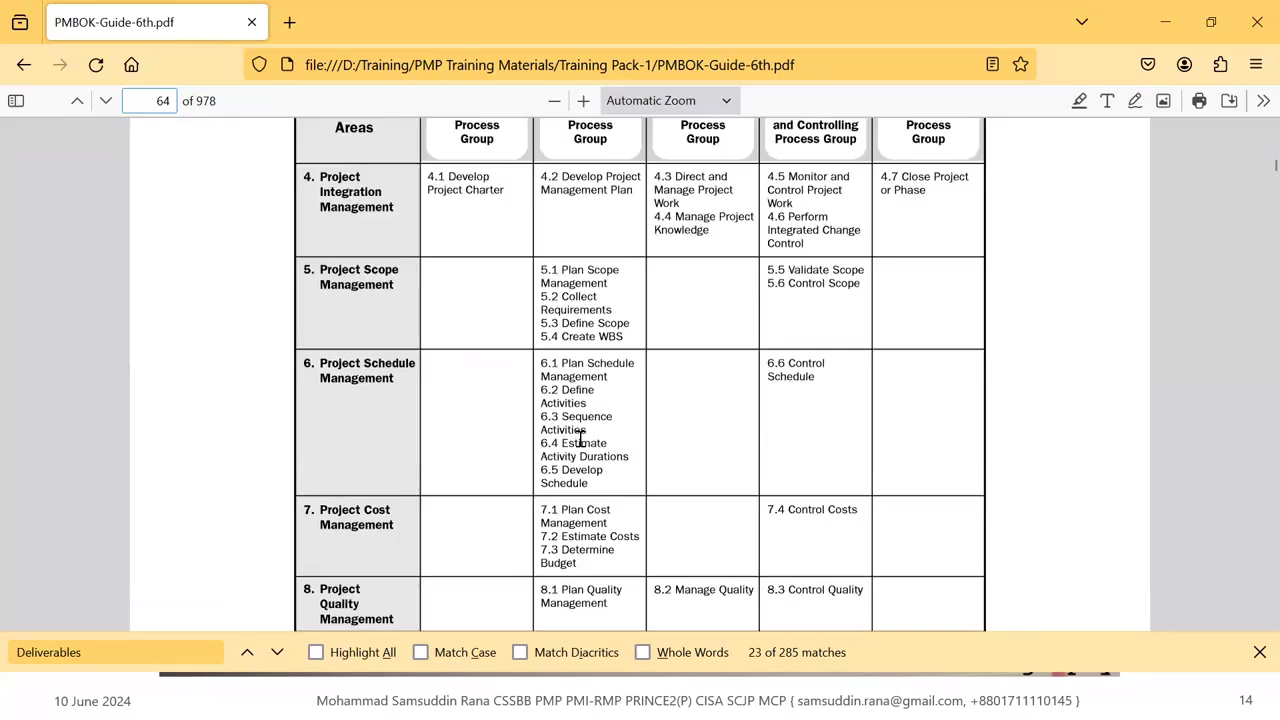 PMBOK-Guide-6th.pdf
file:///D:/Training/PMP Training Materials/Training Pack-1/PMBOK-Guide-6th.pdf
64 of 978
Automatic Zoom
Areas
Process
Group
Process
Group
Process
Group
and Controlling
Process Group
Process
Group
4. Project
Integration
Management
4.1 Develop
Project Charter
4.2 Develop Project
Management Plan
4.3 Direct and
Manage Project
Work
4.4 Manage Project
Knowledge
4.5 Monitor and
Control Project
Work
4.6 Perform
Integrated Change
Control
4.7 Close Project
or Phase
5. Project Scope
Management
5.1 Plan Scope
Management
5.2 Collect
Requirements
5.3 Define Scope
5.4 Create WBS
5.5 Validate Scope
5.6 Control Scope
6. Project Schedule
Management
6.1 Plan Schedule
Management
6.2 Define
Activities
6.3 Sequence
Activities
6.4 Estimate
Activity Durations
6.5 Develop
Schedule
6.6 Control
Schedule
7. Project Cost
Management
7.1 Plan Cost
Management
7.2 Estimate Costs
7.3 Determine
Budget
7.4 Control Costs
8. Project
Quality
Management
8.1 Plan Quality
Management
8.2 Manage Quality
8.3 Control Quality
Deliverables
Highlight All
Match Case
Match Diacritics
Whole Words
23 of 285 matches
10 June 2024
Mohammad Samsuddin Rana CSSBB PMP PMI-RMP PRINCE2(P) CISA SCJP MCP { samsuddin.rana@gmail.com, +8801711110145 }
14